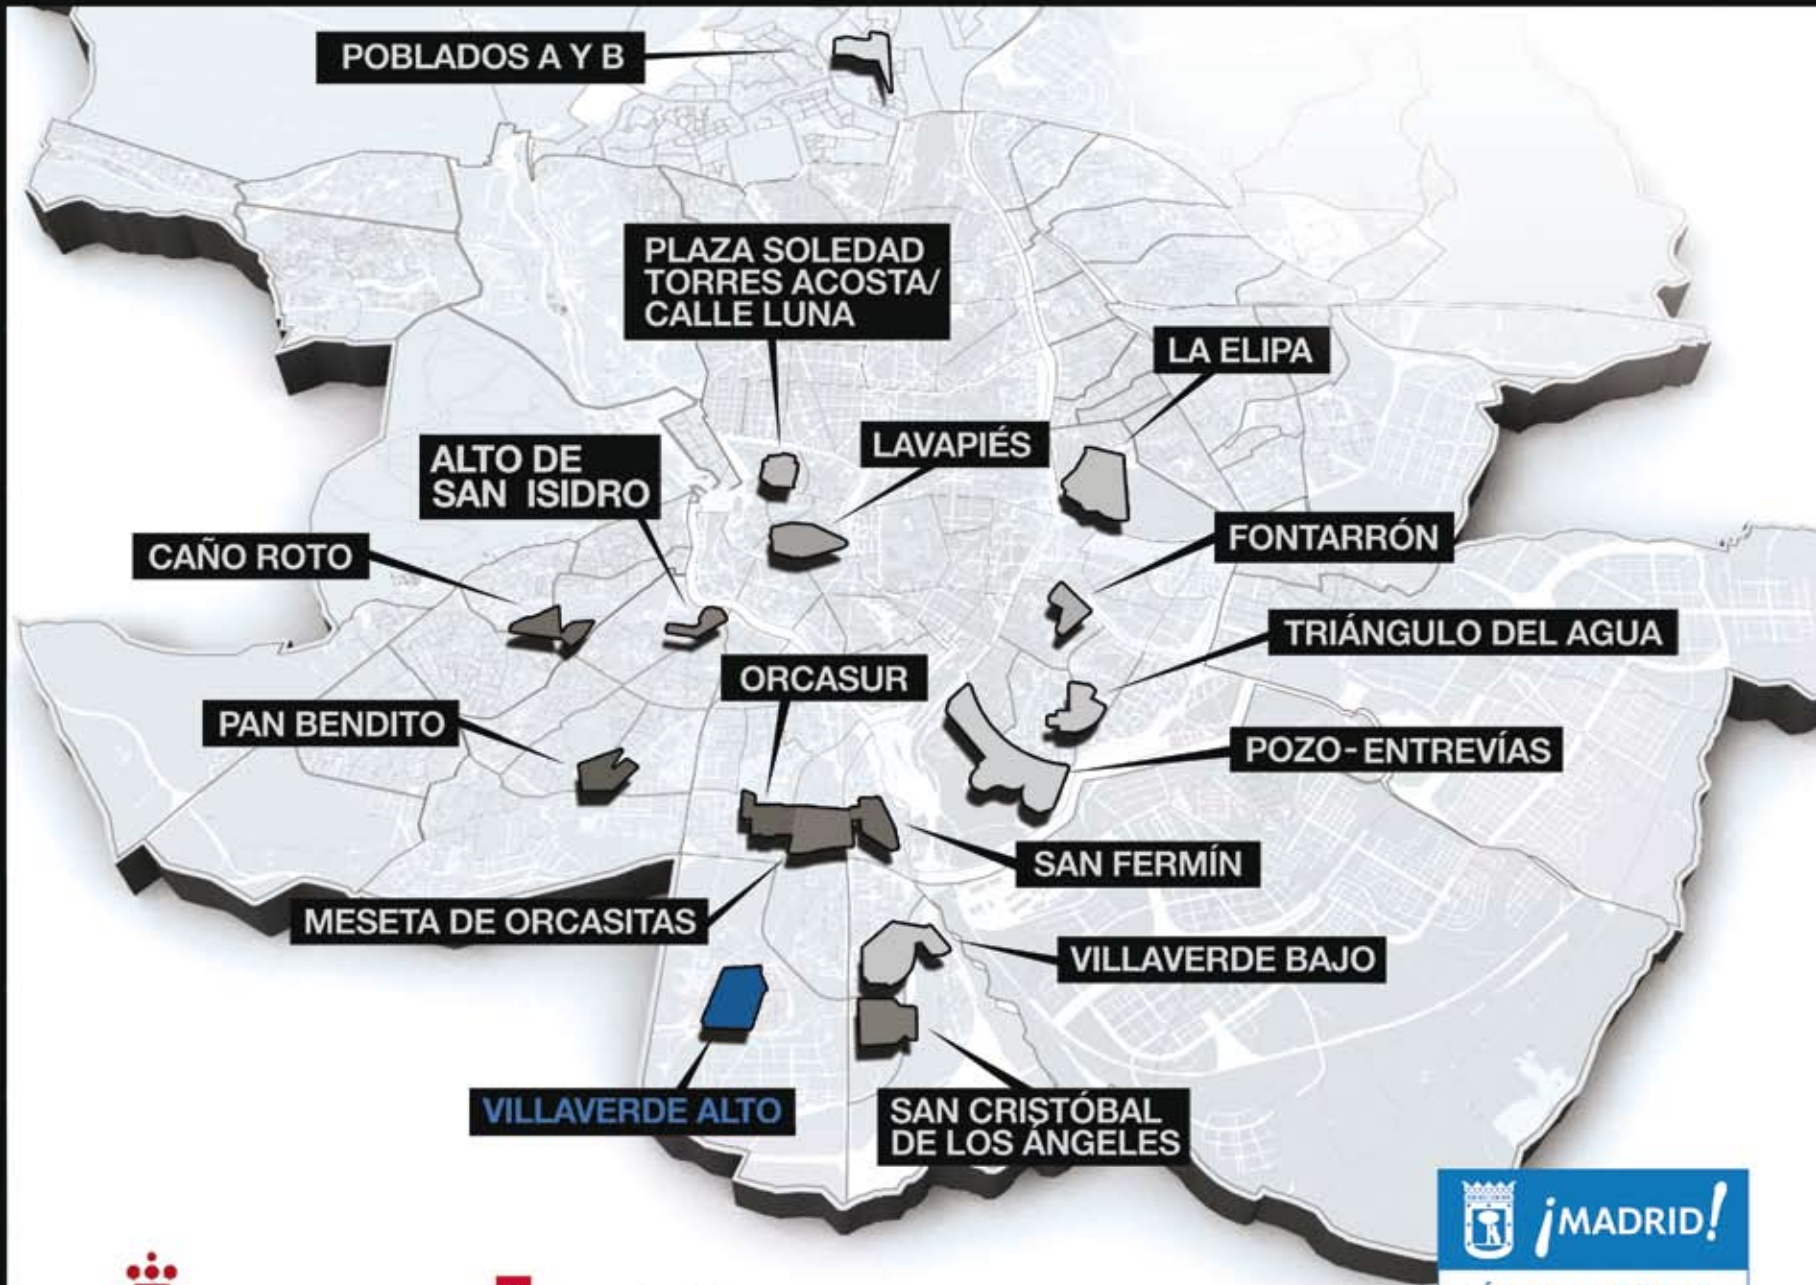 POBLADOS A Y B
PLAZA SOLEDAD
TORRES ACOSTA/
CALLE LUNA
LA ELIPA
LAVAPIÉS
ALTO DE
SAN ISIDRO
FONTARRÓN
CAÑO ROTO
TRIÁNGULO DEL AGUA
ORCASUR
PAN BENDITO
POZO-ENTREVÍAS
SAN FERMÍN
MESETA DE ORCASITAS
VILLAVERDE BAJO
VILLAVERDE ALTO
SAN CRISTÓBAL
DE LOS ÁNGELES
¡MADRID!